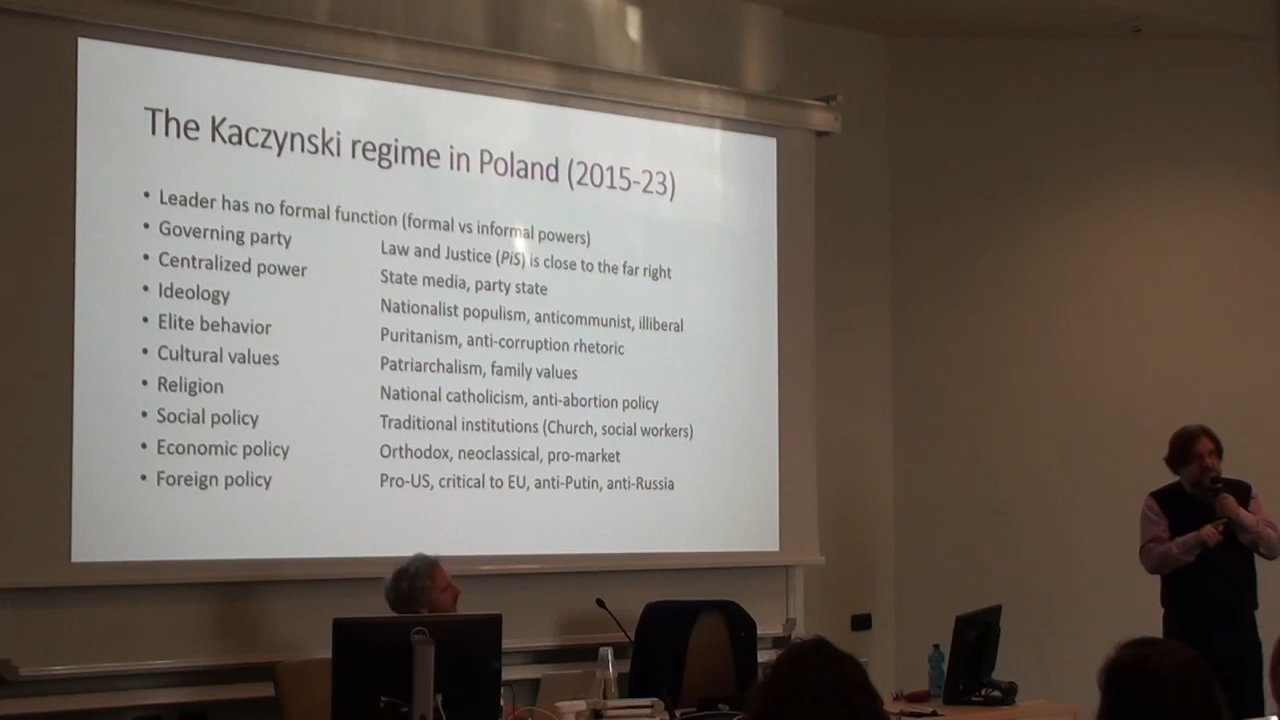 The Kaczynski regime in Poland (2015-23)
• Leader has no formal function (formal vs informal powers)
• Governing party Law and Justice (PiS) is close to the far right
• Centralized power State media, party state
• Ideology Nationalist populism, anticommunist, illiberal
• Elite behavior Puritanism, anti-corruption rhetoric
• Cultural values Patriarchalism, family values
• Religion National catholicism, anti-abortion policy
• Social policy Traditional institutions (Church, social workers)
• Economic policy Orthodox, neoclassical, pro-market
• Foreign policy Pro-US, critical to EU, anti-Putin, anti-Russia